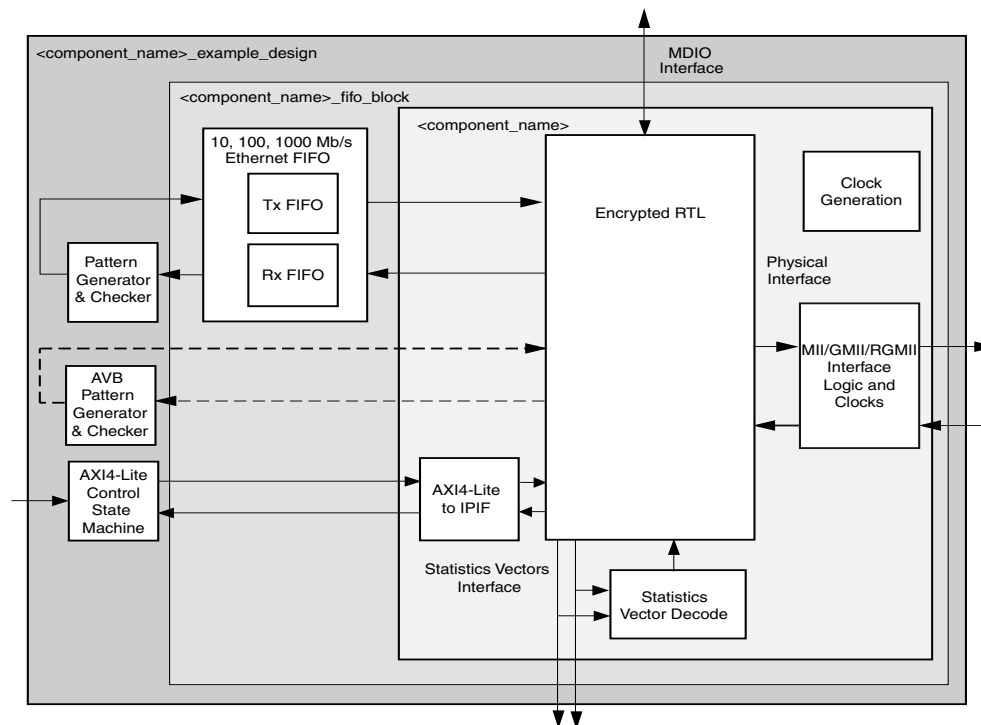 <component_name>_example_design
MDIO
Interface
<component_name>_fifo_block
<component_name>
10, 100, 1000 Mb/s
Ethernet FIFO
Tx FIFO
Rx FIFO
Encrypted RTL
Clock
Generation
Pattern
Generator
& Checker
Physical
Interface
MII/GMII/RGMII
Interface
Logic and
Clocks
AVB
Pattern
Generator
& Checker
AXI4-Lite
Control
State
Machine
AXI4-Lite
to IPIF
Statistics Vectors
Interface
Statistics
Vector Decode